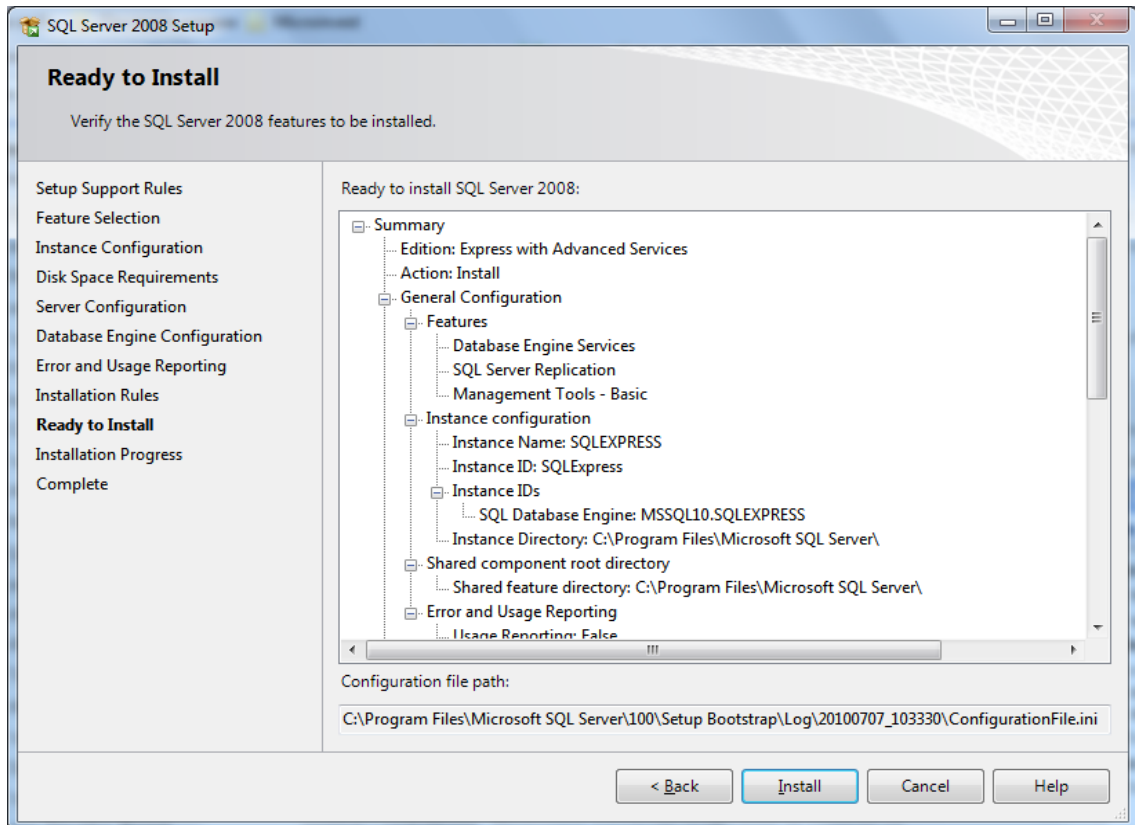 SQL Server 2008 Setup
Ready to Install
Verify the SQL Server 2008 features to be installed.
Setup Support Rules
Feature Selection
Instance Configuration
Disk Space Requirements
Server Configuration
Database Engine Configuration
Error and Usage Reporting
Installation Rules
Ready to Install
Installation Progress
Complete
Ready to install SQL Server 2008:
Summary
Edition: Express with Advanced Services
Action: Install
General Configuration
Features
Database Engine Services
SQL Server Replication
Management Tools - Basic
Instance configuration
Instance Name: SQLEXPRESS
Instance ID: SQLExpress
Instance IDs
SQL Database Engine: MSSQL10.SQLEXPRESS
Instance Directory: C:\Program Files\Microsoft SQL Server\
Shared component root directory
Shared feature directory: C:\Program Files\Microsoft SQL Server\
Error and Usage Reporting
Usage Reporting: False
Configuration file path:
C:\Program Files\Microsoft SQL Server\100\Setup Bootstrap\Log\20100707_103330\ConfigurationFile.ini
< Back
Install
Cancel
Help